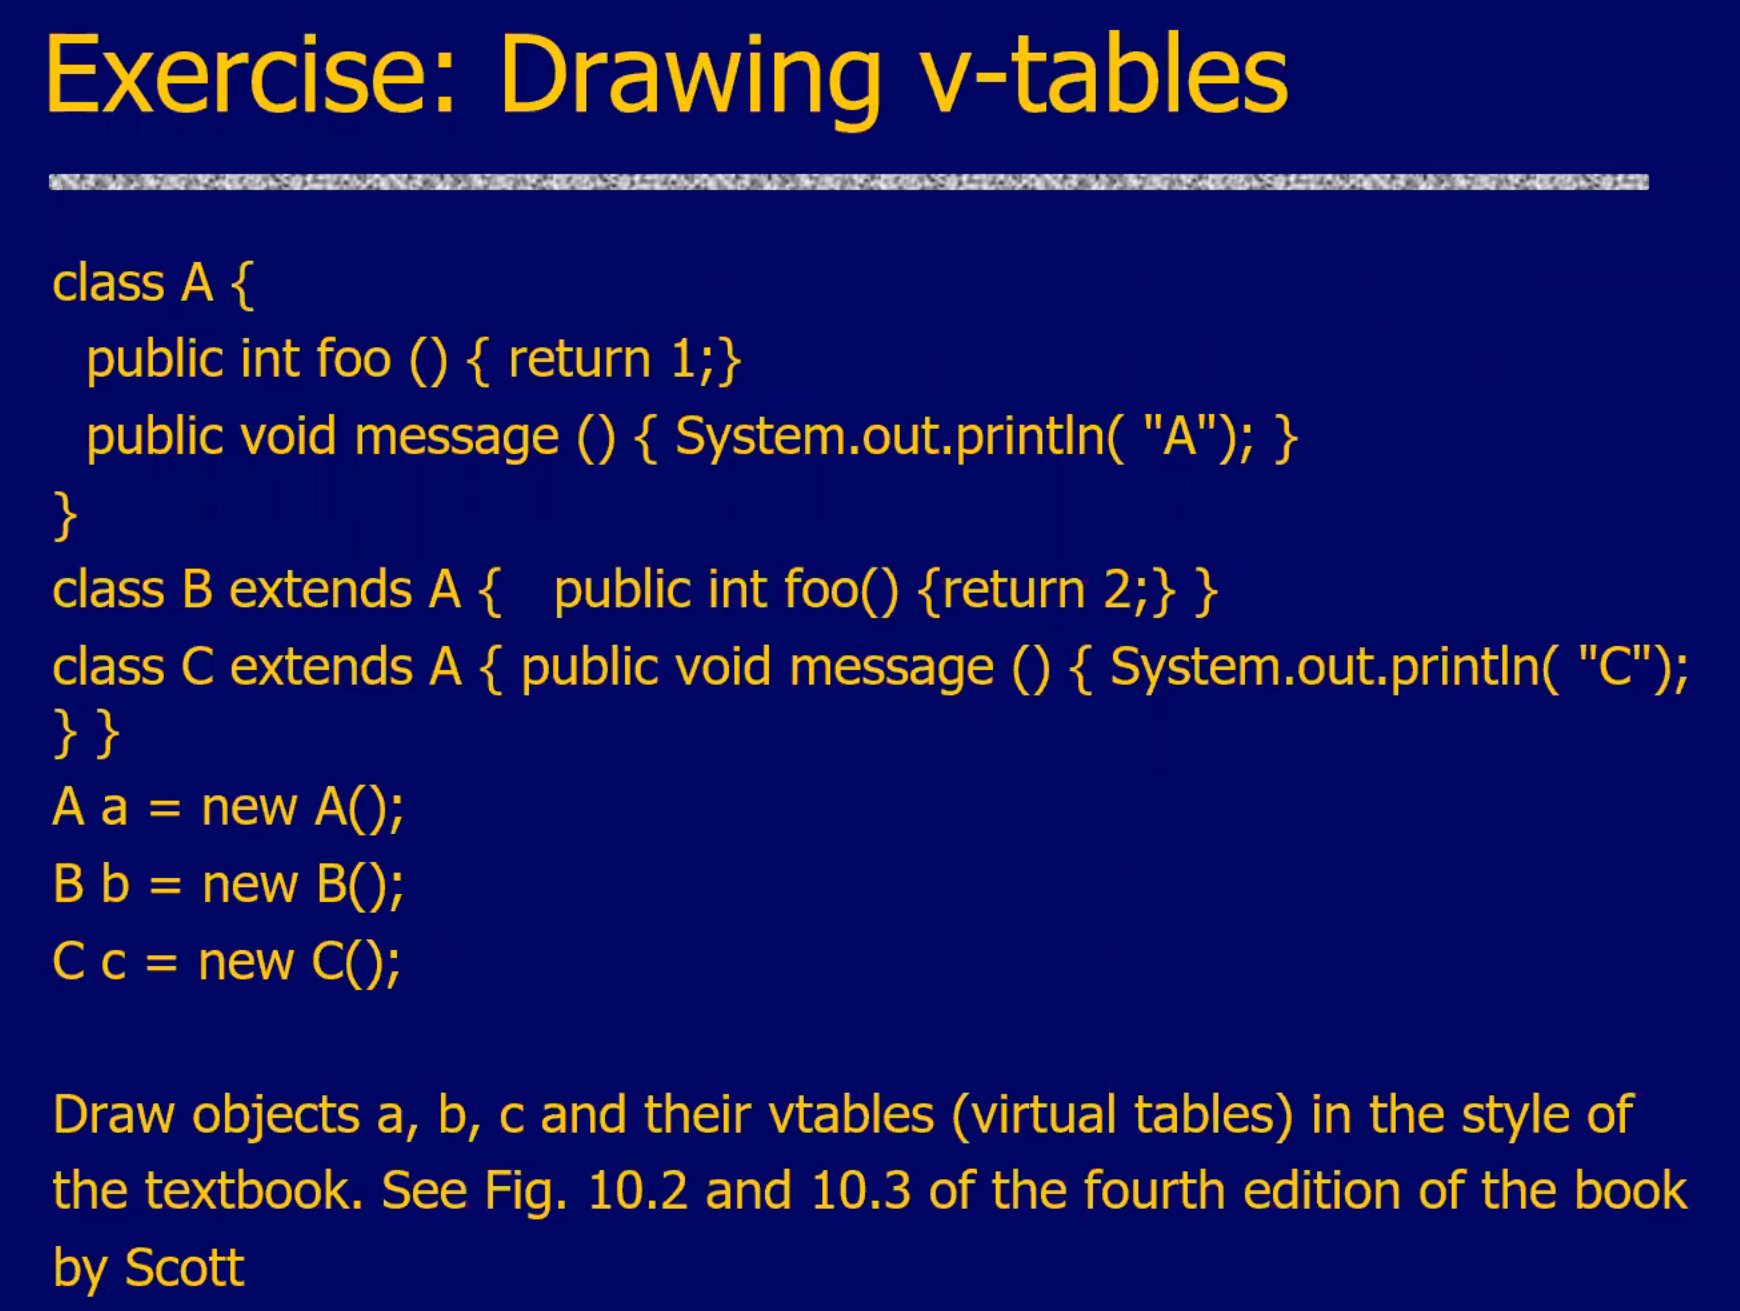 Exercise: Drawing v-tables
class A {
public int foo () { return 1;}
public void message () { System.out.println( "A"); }
}
class B extends A {   public int foo() {return 2;} }
class C extends A { public void message () { System.out.println( "C");
} }
A a = new A();
B b = new B();
C c = new C();
Draw objects a, b, c and their vtables (virtual tables) in the style of
the textbook. See Fig. 10.2 and 10.3 of the fourth edition of the book
by Scott